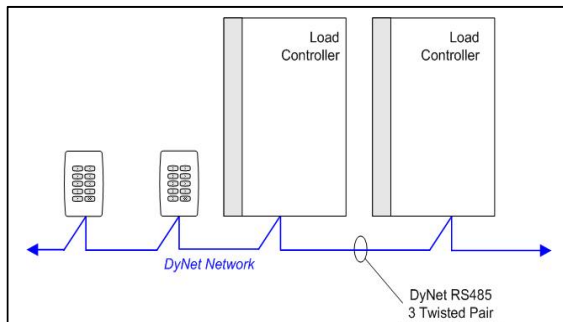 Load
Controller
Load
Controller
DyNet Network
DyNet RS485
3 Twisted Pair